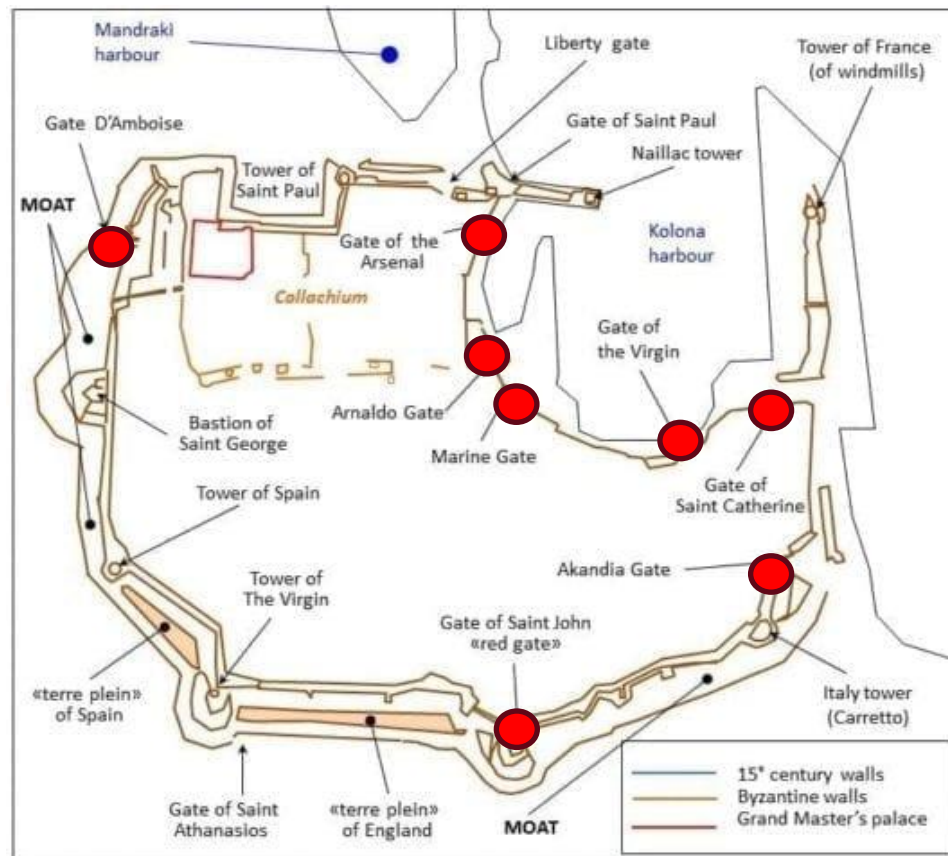 Mandraki
harbour
Liberty gate
Tower of France
(of windmills)
Gate D'Amboise
Gate of Saint Paul
Naillac tower
MOAT
Tower of
Saint Paul
Gate of the
Arsenal
Kolona
harbour
Collachium
Gate of
the Virgin
Arnaldo Gate
Bastion of
Saint George
Marine Gate
Gate of
Saint Catherine
Tower of Spain
Akandia Gate
Tower of
The Virgin
Gate of Saint John
«red gate»
«terre plein»
of Spain
Italy tower
(Carretto)
Gate of Saint
Athanasios
«terre plein»
of England
MOAT
15° century walls
Byzantine walls
Grand Master's palace